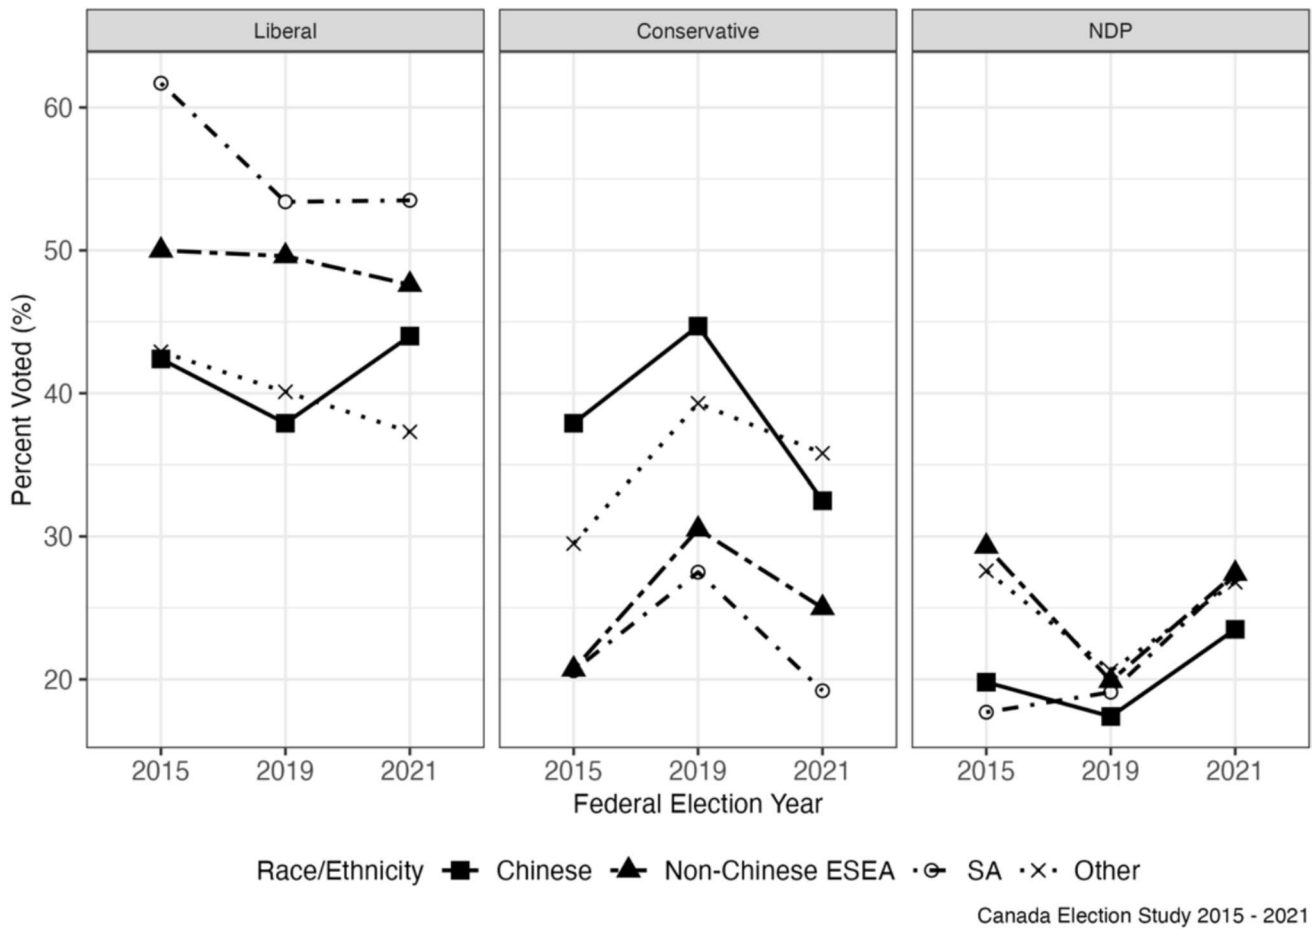 Liberal Conservative NDP
Percent Voted (%)
60
50
40
30
20
2015 2019 2021 2015 2019 2021 2015 2019 2021
Federal Election Year
Race/Ethnicity Chinese Non-Chinese ESEA SA Other
Canada Election Study 2015 - 2021